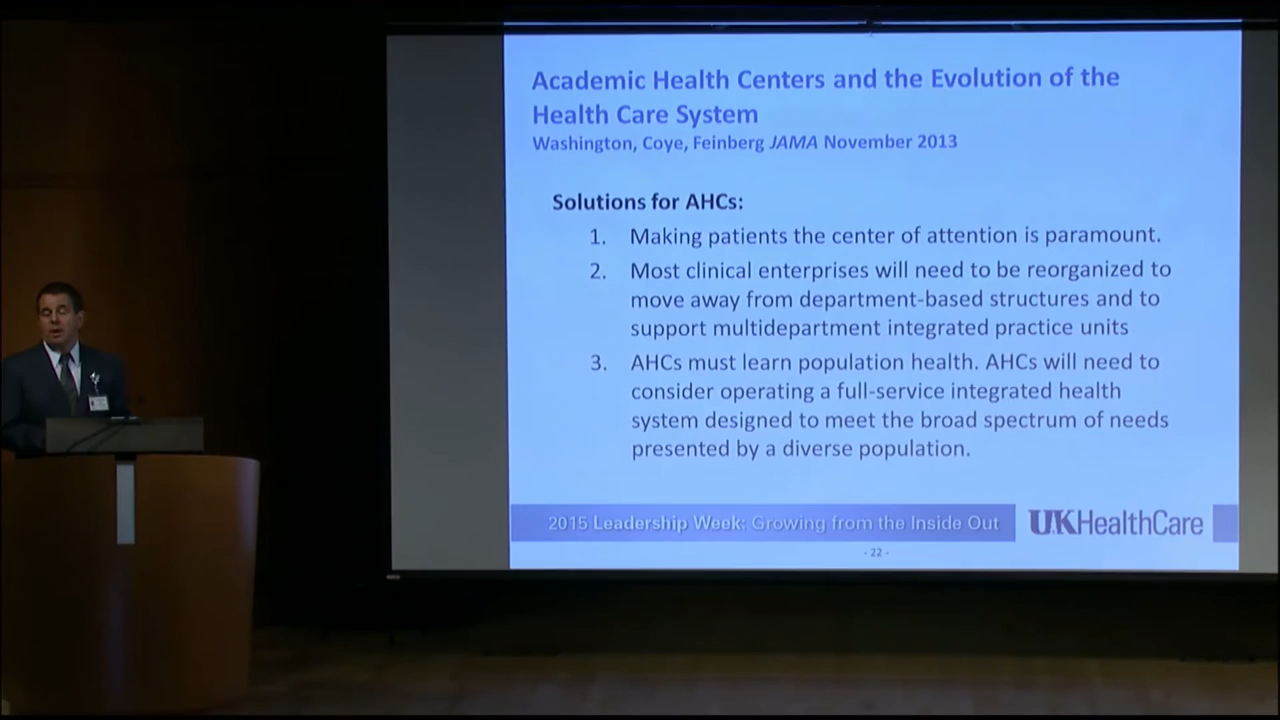 Academic Health Centers and the Evolution of the
Health Care System
Washington, Coye, Feinberg JAMA November 2013
Solutions for AHCs:
1. Making patients the center of attention is paramount.
2. Most clinical enterprises will need to be reorganized to
move away from department-based structures and to
support multidepartment integrated practice units
3. AHCs must learn population health. AHCs will need to
consider operating a full-service integrated health
system designed to meet the broad spectrum of needs
presented by a diverse population.
2015 Leadership Week: Growing from the Inside Out
UKHealthCare
- 22 -